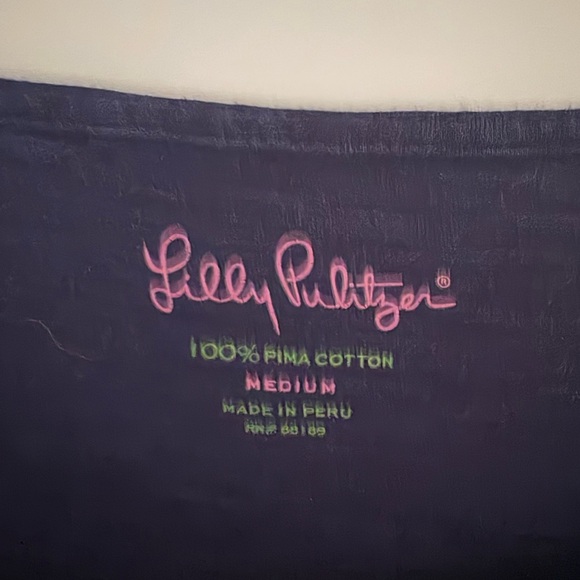 Lilly Pulitzer®
100% PIMA COTTON
MEDIUM
MADE IN PERU